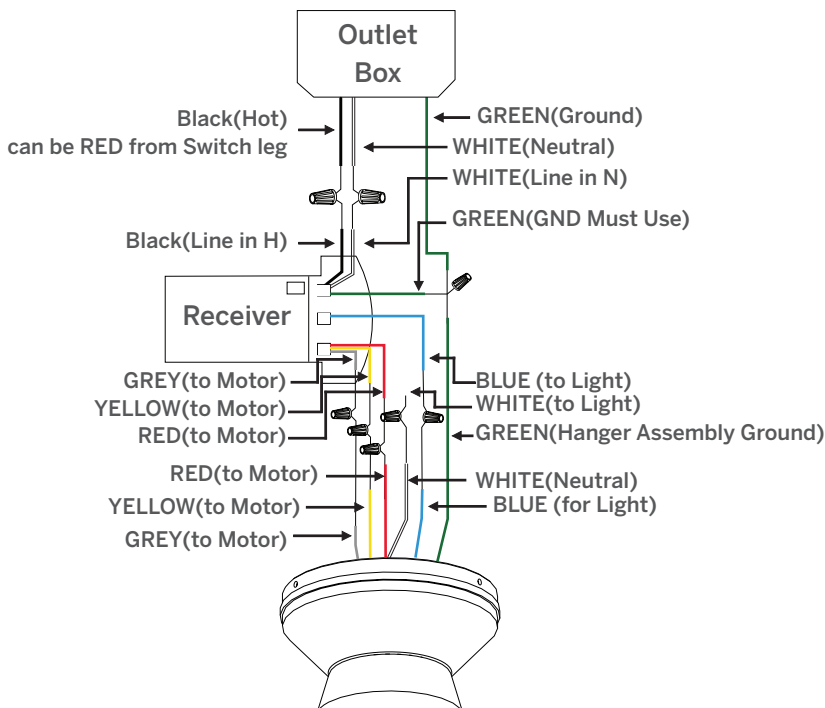 Outlet
Box
Black(Hot)
can be RED from Switch leg
GREEN(Ground)
WHITE(Neutral)
WHITE(Line in N)
GREEN(GND Must Use)
Black(Line in H)
Receiver
GREY(to Motor)
YELLOW(to Motor)
RED(to Motor)
BLUE (to Light)
WHITE(to Light)
GREEN(Hanger Assembly Ground)
RED(to Motor)
YELLOW(to Motor)
GREY(to Motor)
WHITE(Neutral)
BLUE (for Light)